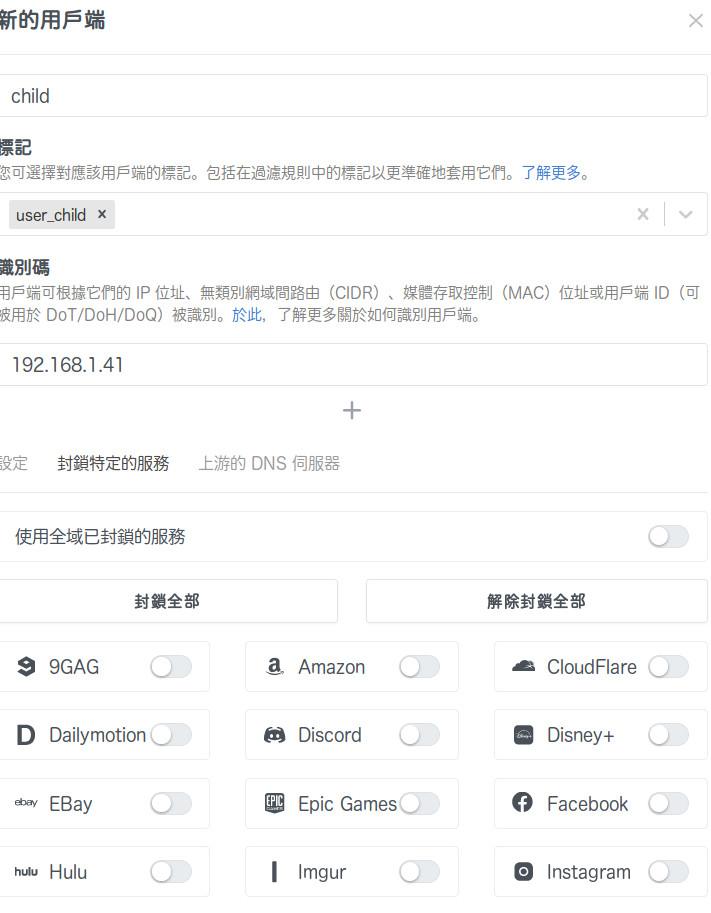 新的用戶端
child
標記
您可選擇對應該用戶端的標記。包括在過濾規則中的標記以更準確地套用它們。了解更多。
user_child
識別碼
用戶端可根據它們的 IP 位址、無類別網域間路由（CIDR）、媒體存取控制（MAC）位址或用戶端 ID（可
被用於 DoT/DoH/DoQ）被識別。於此，了解更多關於如何識別用戶端。
192.168.1.41
設定 封鎖特定的服務 上游的 DNS 伺服器
使用全域已封鎖的服務
封鎖全部 解除封鎖全部
9GAG Amazon CloudFlare
Dailymotion Discord Disney+
EBay Epic Games Facebook
Hulu Imgur Instagram